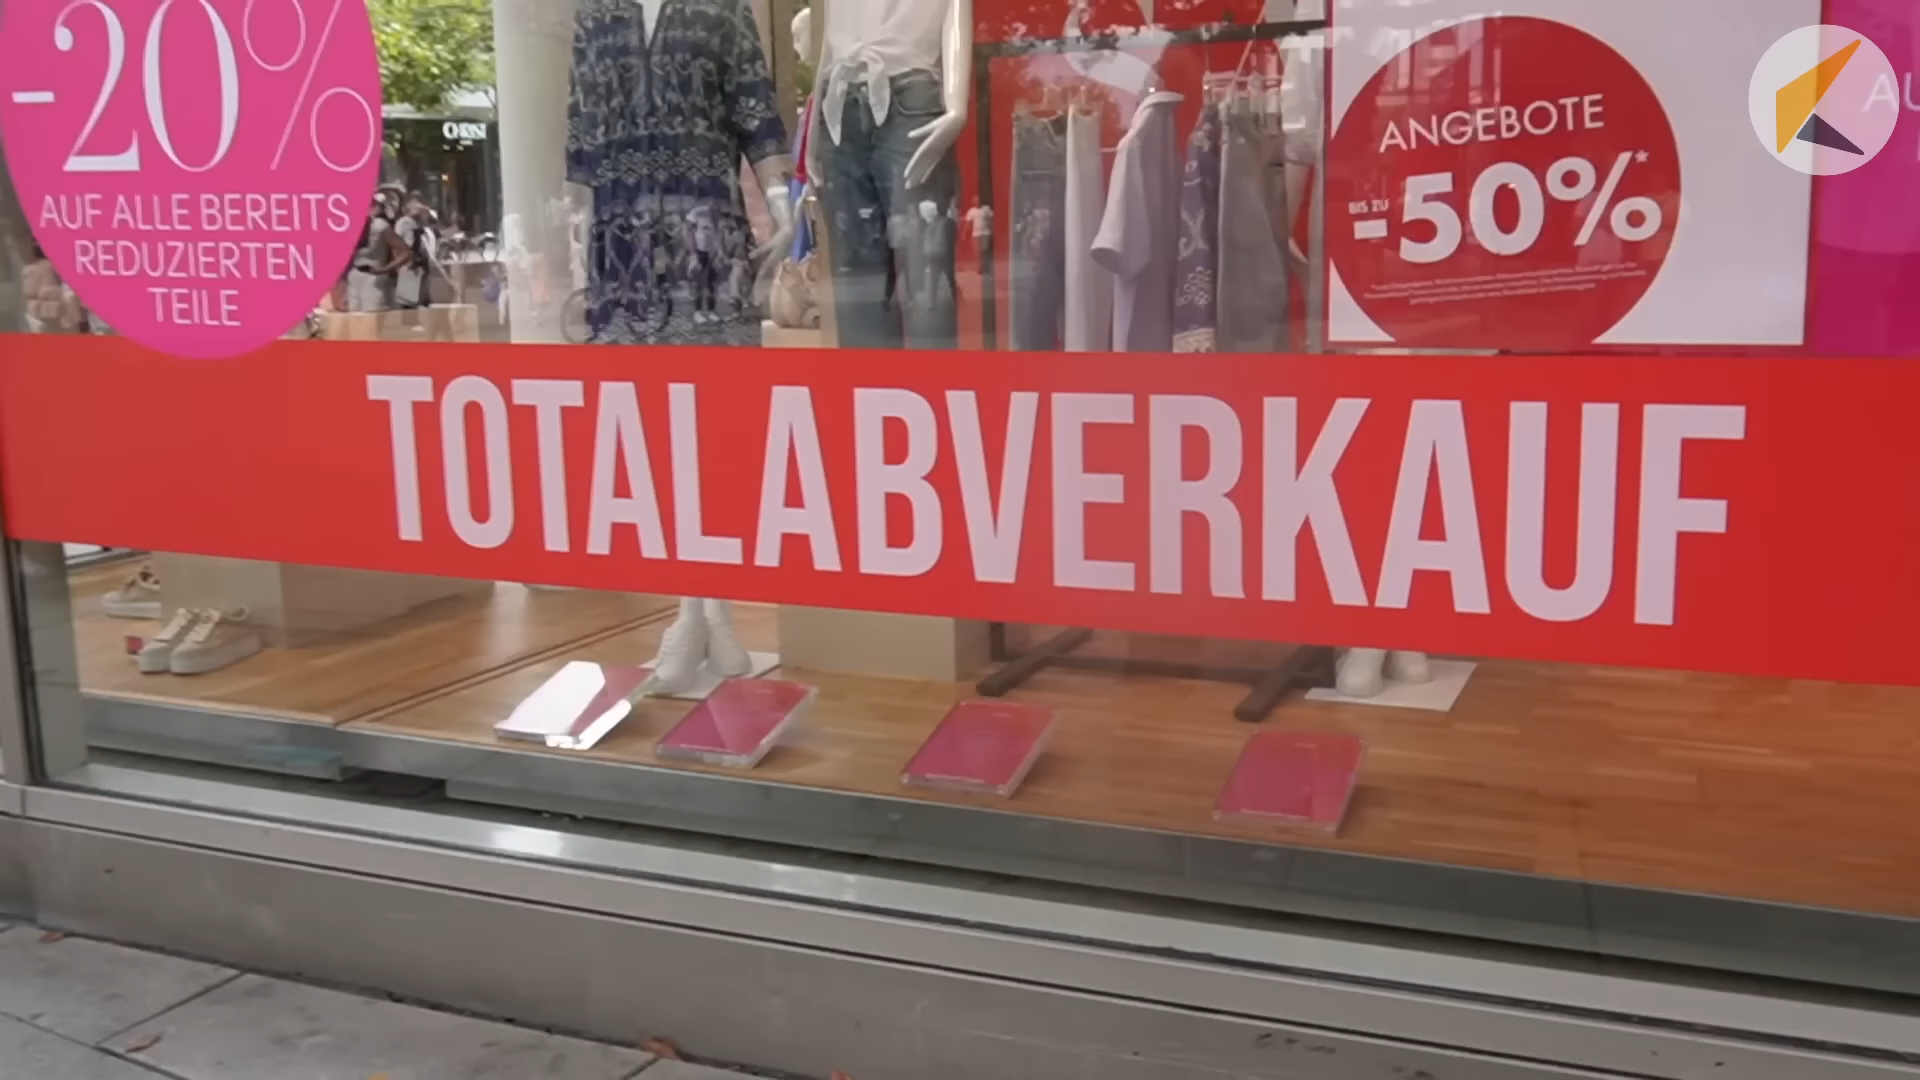 -20%
AUF ALLE BEREITS
REDUZIERTEN
TEILE
ANGEBOTE
BIS ZU
-50%*
TOTALABVERKAUF